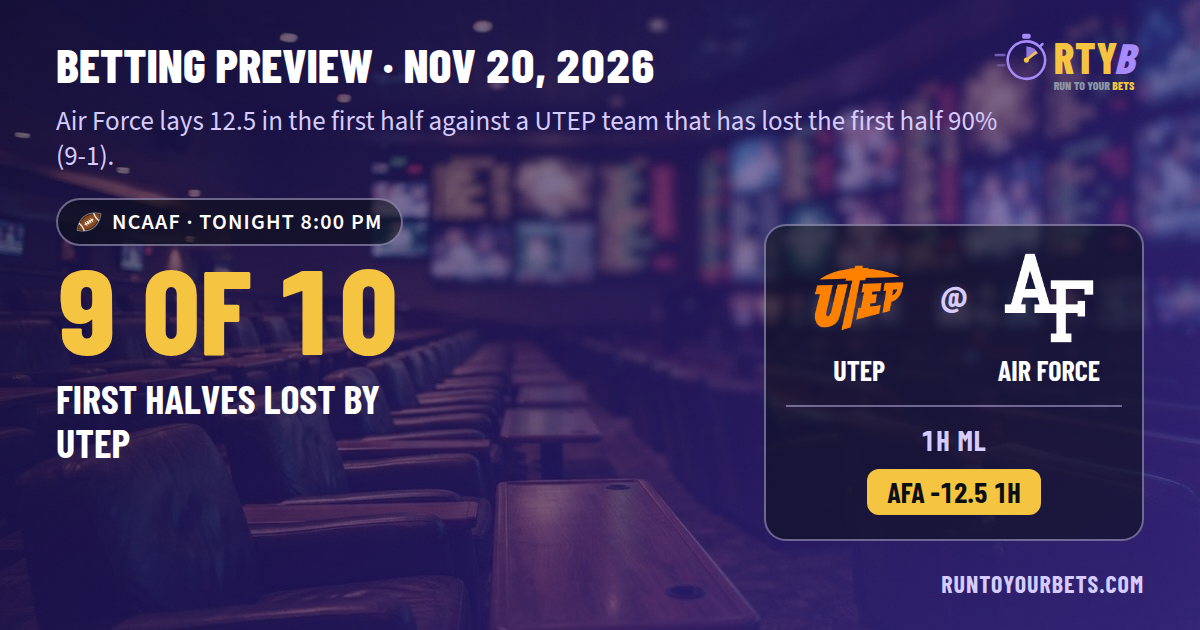 BETTING PREVIEW · NOV 20, 2026
RTYB
RUN TO YOUR BETS
Air Force lays 12.5 in the first half against a UTEP team that has lost the first half 90%
(9-1).
🏈 NCAAF · TONIGHT 8:00 PM
9 OF 10
FIRST HALVES LOST BY
UTEP
UTEP
@
AF
UTEP
AIR FORCE
1H ML
AFA -12.5 1H
RUNTOYOURBETS.COM